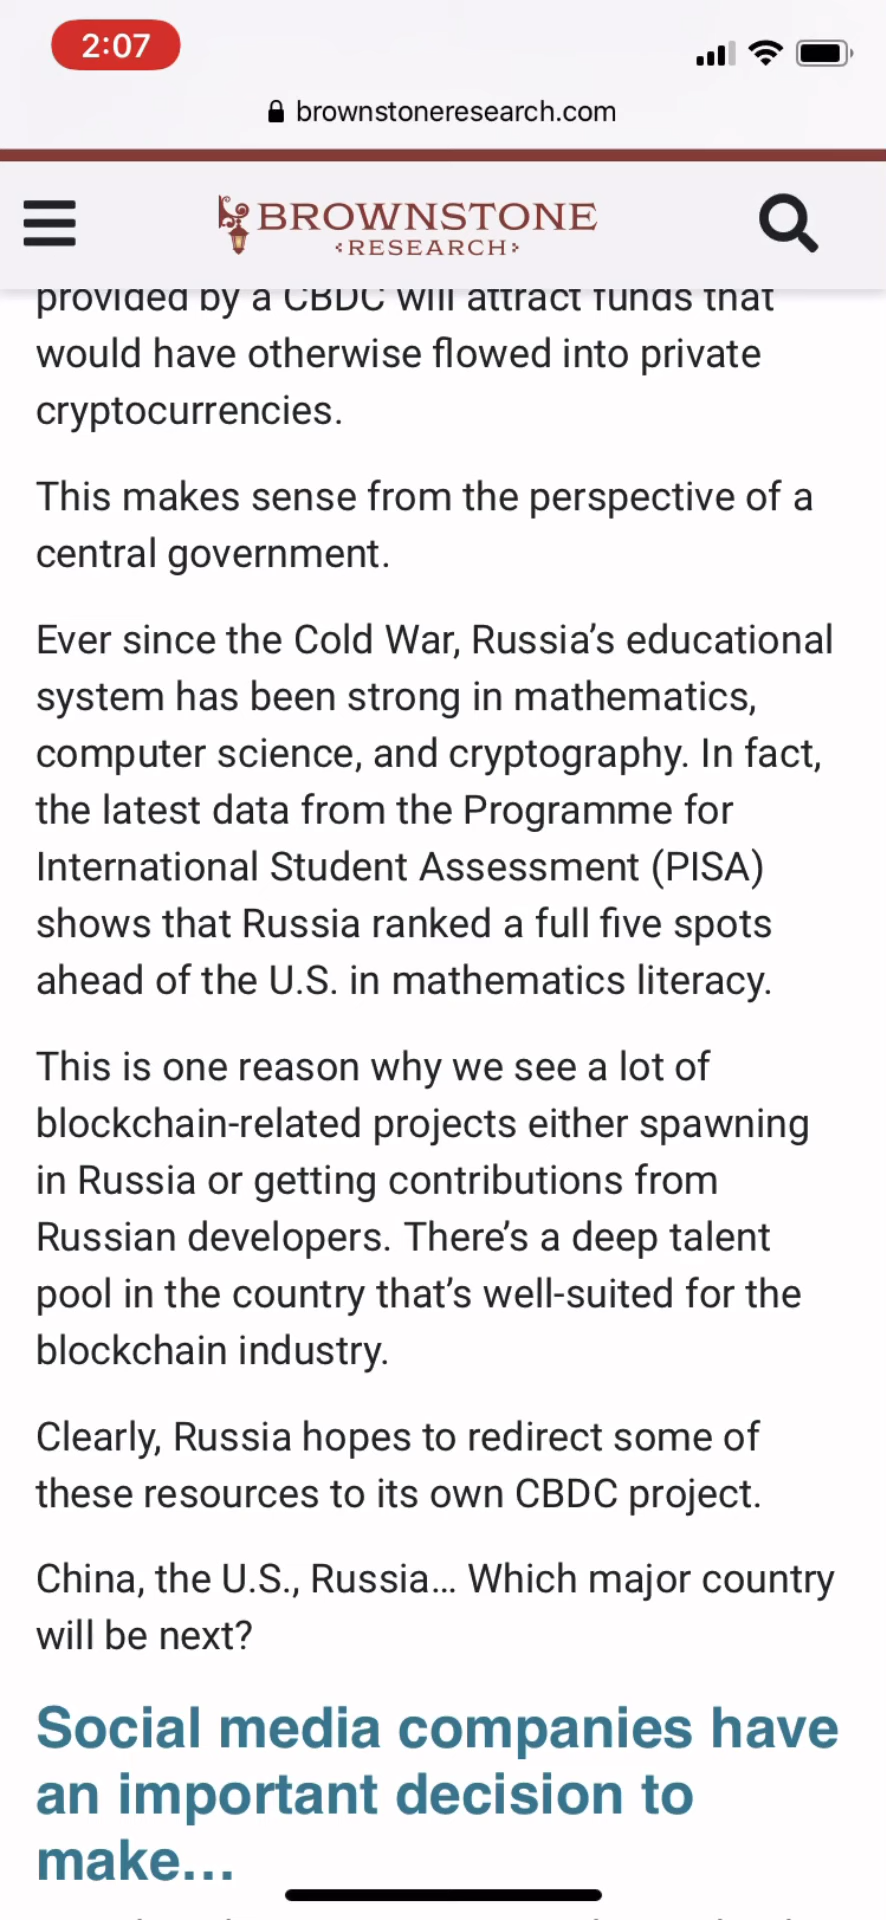 2:07
brownstoneresearch.com
BROWNSTONE
RESEARCH
provided by a CBDC will attract funds that
would have otherwise flowed into private
cryptocurrencies.
This makes sense from the perspective of a
central government.
Ever since the Cold War, Russia’s educational
system has been strong in mathematics,
computer science, and cryptography. In fact,
the latest data from the Programme for
International Student Assessment (PISA)
shows that Russia ranked a full five spots
ahead of the U.S. in mathematics literacy.
This is one reason why we see a lot of
blockchain-related projects either spawning
in Russia or getting contributions from
Russian developers. There’s a deep talent
pool in the country that’s well-suited for the
blockchain industry.
Clearly, Russia hopes to redirect some of
these resources to its own CBDC project.
China, the U.S., Russia… Which major country
will be next?
Social media companies have
an important decision to
make…